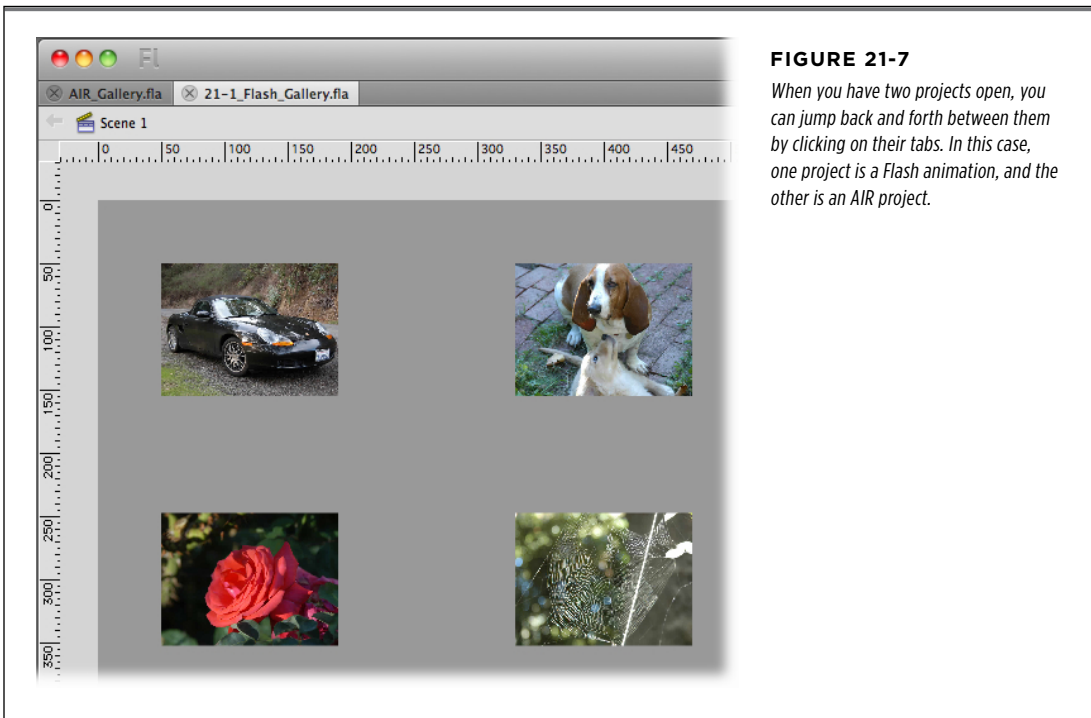 Fl
AIR_Gallery.fla
21-1_Flash_Gallery.fla
Scene 1
0 50 100 150 200 250 300 350 400 450
0
50
100
150
200
250
300
350
FIGURE 21-7
When you have two projects open, you
can jump back and forth between them
by clicking on their tabs. In this case,
one project is a Flash animation, and the
other is an AIR project.